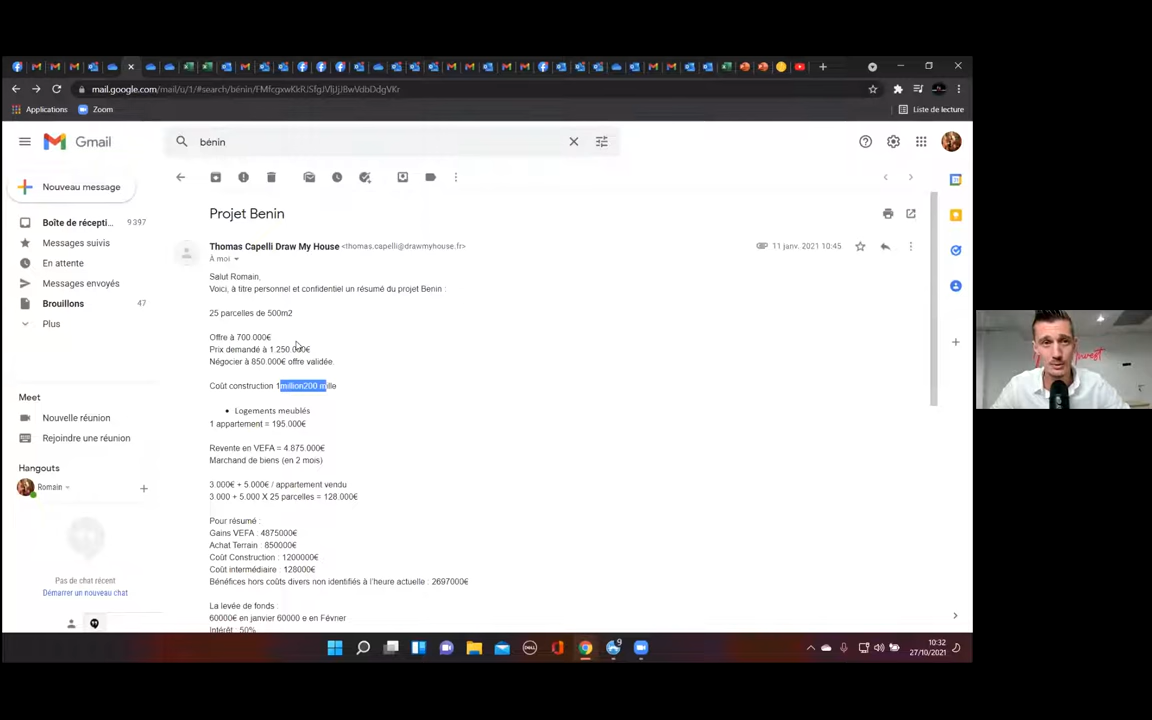 mail.google.com/mail/u/1/#search/bénin/FMfcgxwKkRJSfgJVljJjJBwVdbDdgVKr
Applications
Zoom
Liste de lecture
Gmail
bénin
Nouveau message
Boîte de récepti...
9 397
Messages suivis
En attente
Messages envoyés
Brouillons
47
Plus
Meet
Nouvelle réunion
Rejoindre une réunion
Hangouts
Romain
Pas de chat récent
Démarrer un nouveau chat
Projet Benin
Thomas Capelli Draw My House <thomas.capelli@drawmyhouse.fr>
11 janv. 2021 10:45
À moi
Salut Romain,
Voici, à titre personnel et confidentiel un résumé du projet Benin :
25 parcelles de 500m2
Offre à 700.000€
Prix demandé à 1.250.000€
Négocier à 850.000€ offre validée.
Coût construction 1million200 mille
• Logements meublés
1 appartement = 195.000€
Revente en VEFA = 4.875.000€
Marchand de biens (en 2 mois)
3.000€ + 5.000€ / appartement vendu
3.000 + 5.000 X 25 parcelles = 128.000€
Pour résumé :
Gains VEFA : 4875000€
Achat Terrain : 850000€
Coût Construction : 1200000€
Coût intermédiaire : 128000€
Bénéfices hors coûts divers non identifiés à l'heure actuelle : 2697000€
La levée de fonds :
60000€ en janvier 60000 e en Février
Intérêt : 50%
Invest
DELL
9
10:32
27/10/2021